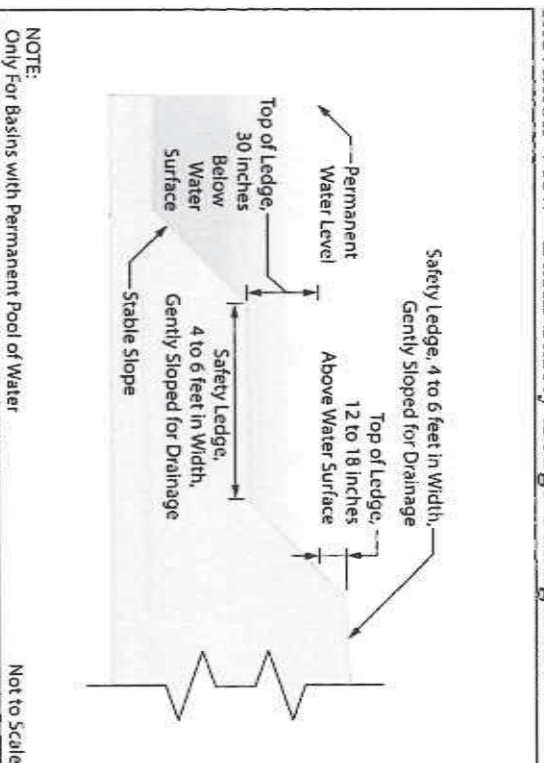 Safety Ledge, 4 to 6 feet in Width,
Gently Sloped for Drainage
Permanent
Water Level
Top of Ledge,
12 to 18 inches
Above Water Surface
Top of Ledge,
30 inches
Below
Water
Surface
Safety Ledge,
4 to 6 feet in Width,
Gently Sloped for Drainage
Stable Slope
NOTE:
Only For Basins with Permanent Pool of Water
Not to Scale